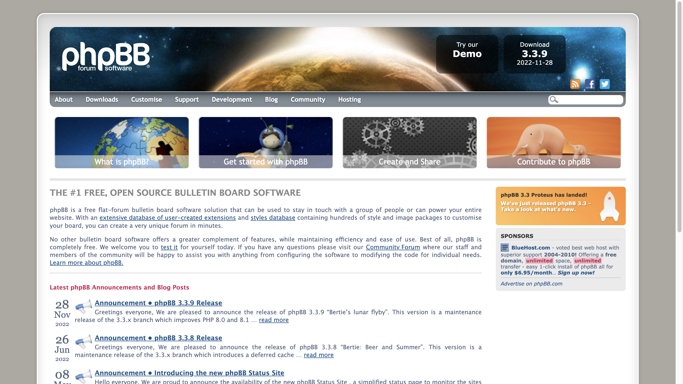 phpBB
forum software
Try our
Demo
Download
3.3.9
2022-11-28
About Downloads Customise Support Development Blog Community Hosting
What is phpBB?
Get started with phpBB
Create and Share
Contribute to phpBB
THE #1 FREE, OPEN SOURCE BULLETIN BOARD SOFTWARE
phpBB is a free flat-forum bulletin board software solution that can be used to stay in touch with a group of people or can power your entire
website. With an extensive database of user-created extensions and styles database containing hundreds of style and image packages to customise
your board, you can create a very unique forum in minutes.
No other bulletin board software offers a greater complement of features, while maintaining efficiency and ease of use. Best of all, phpBB is
completely free. We welcome you to test it for yourself today. If you have any questions please visit our Community Forum where our staff and
members of the community will be happy to assist you with anything from configuring the software to modifying the code for individual needs.
Learn more about phpBB.
Latest phpBB Announcements and Blog Posts
28
Nov
2022
Announcement • phpBB 3.3.9 Release
Greetings everyone, We are pleased to announce the release of phpBB 3.3.9 "Bertie's lunar flyby". This version is a maintenance
release of the 3.3.x branch which improves PHP 8.0 and 8.1 ... read more
26
Jun
2022
Announcement • phpBB 3.3.8 Release
Greetings everyone, We are pleased to announce the release of phpBB 3.3.8 "Bertie: Beer and Summer". This version is a
maintenance release of the 3.3.x branch which introduces a deferred cache ... read more
08
Announcement • Introducing the new phpBB Status Site
Hello everyone, We are proud to announce the availability of the new phpBB Status Site , a simplified status page to monitor the sites
phpBB 3.3 Proteus has landed!
We've just released phpBB 3.3 -
Take a look at what's new.
SPONSORS
BlueHost.com - voted best web host with
superior support 2004-2010! Offering a free
domain, unlimited space, unlimited
transfer - easy 1-click install of phpBB all for
only $6.95/month... Sign up now!
Advertise on phpBB.com